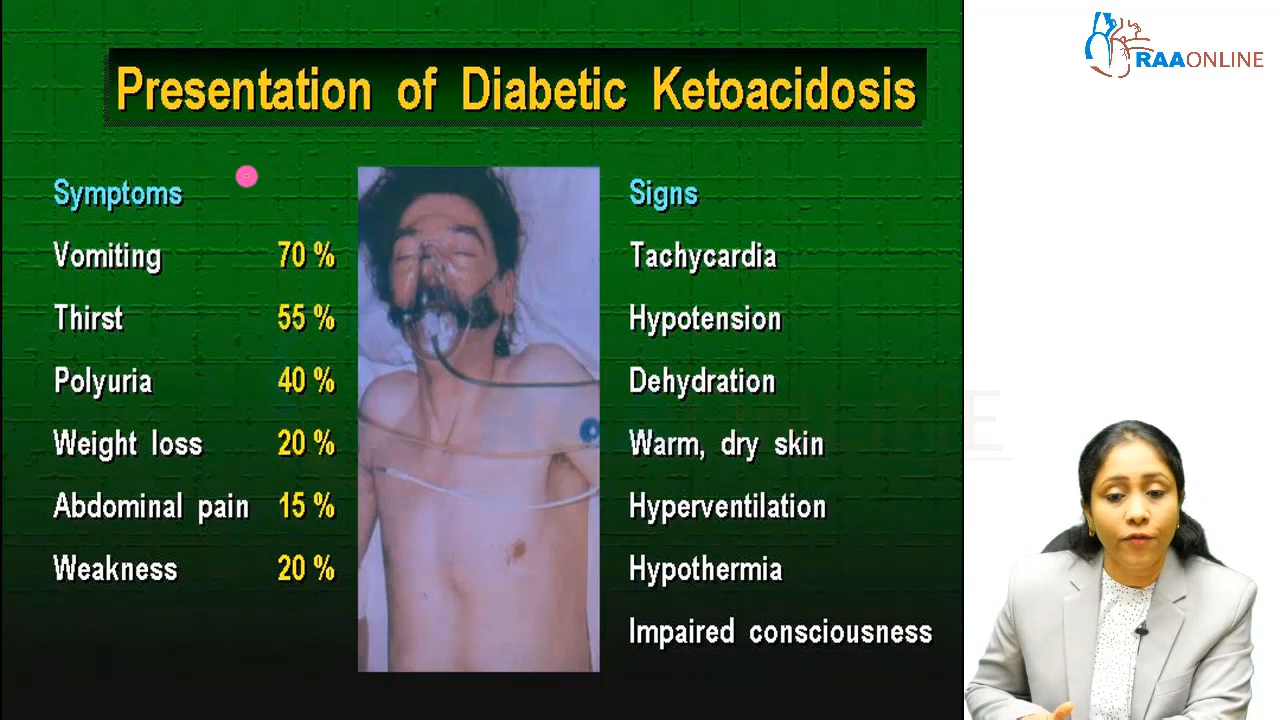 RAAONLINE
Presentation of Diabetic Ketoacidosis
Symptoms
Vomiting 70 %
Thirst 55 %
Polyuria 40 %
Weight loss 20 %
Abdominal pain 15 %
Weakness 20 %
Signs
Tachycardia
Hypotension
Dehydration
Warm, dry skin
Hyperventilation
Hypothermia
Impaired consciousness